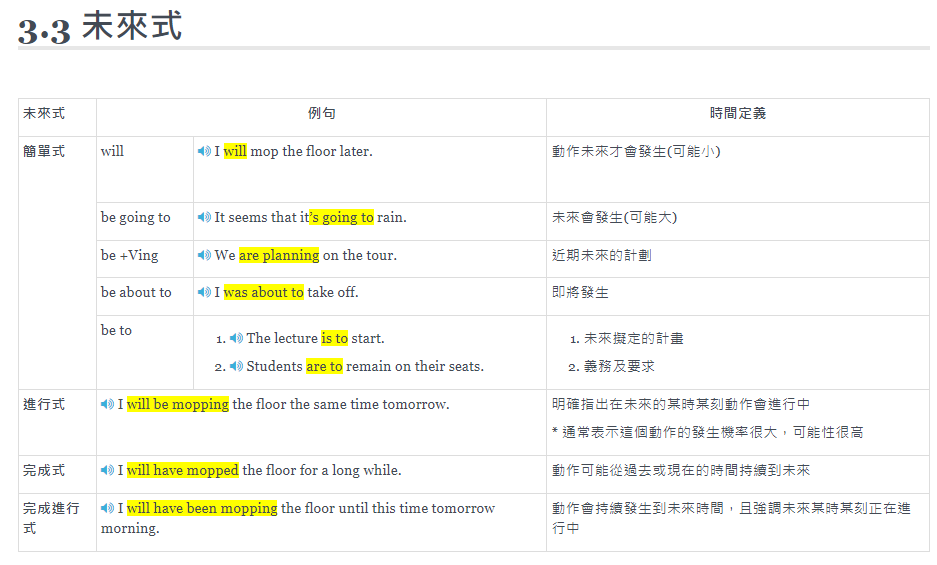 3.3 未來式
未來式 例句 時間定義
簡單式 will I will mop the floor later. 動作未來才會發生(可能小)
be going to It seems that it's going to rain. 未來會發生(可能大)
be +Ving We are planning on the tour. 近期未來的計劃
be about to I was about to take off. 即將發生
be to 1. The lecture is to start. 1. 未來擬定的計畫
2. Students are to remain on their seats. 2. 義務及要求
進行式 I will be mopping the floor the same time tomorrow. 明確指出在未來的某時某刻動作會進行中
* 通常表示這個動作的發生機率很大，可能性很高
完成式 I will have mopped the floor for a long while. 動作可能從過去或現在的時間持續到未來
完成進行 I will have been mopping the floor until this time tomorrow 動作會持續發生到未來時間，且強調未來某時某刻正在進
式 morning. 行中